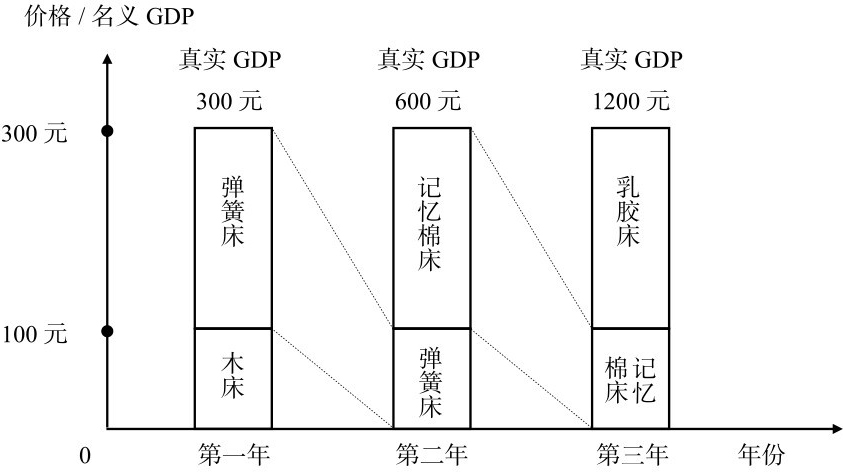 价格 / 名义 GDP
真实 GDP
300 元
真实 GDP
600 元
真实 GDP
1200 元
300 元
100 元
0
弹簧床
木床
记忆棉床
弹簧床
乳胶床
记忆棉床
第一年
第二年
第三年
年份